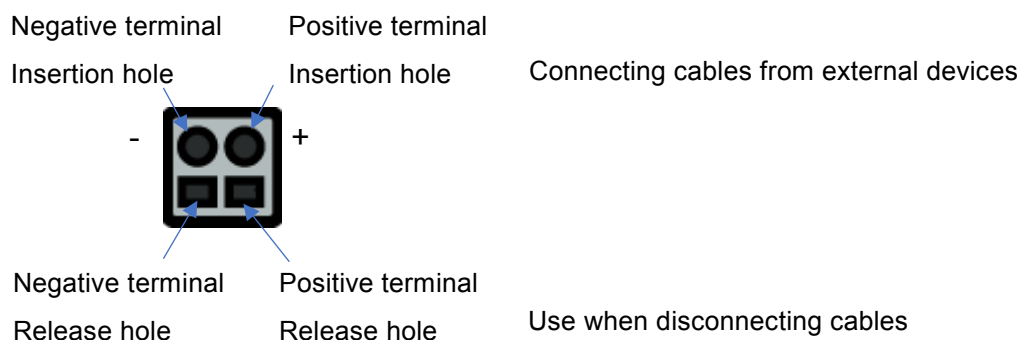 Negative terminal Positive terminal
Insertion hole Insertion hole Connecting cables from external devices
- +
Negative terminal Positive terminal
Release hole Release hole Use when disconnecting cables